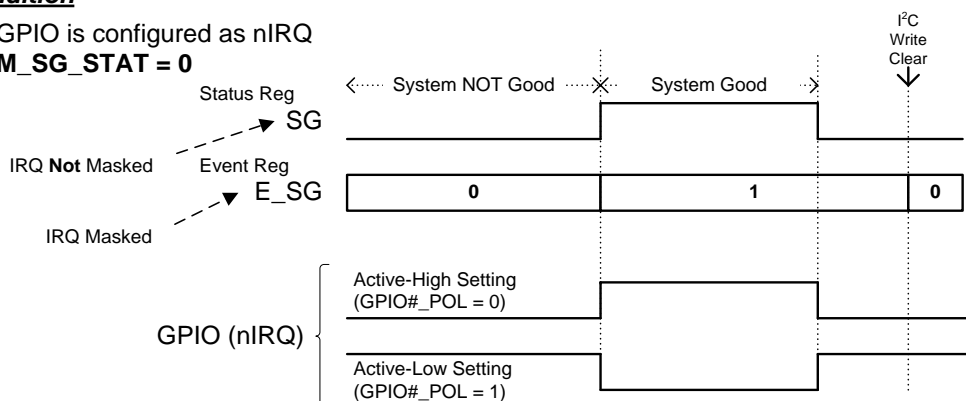 GPIO is configured as nIRQ
M_SG_STAT = 0
I²C
Write
Clear
System NOT Good
System Good
Status Reg
SG
IRQ Not Masked
Event Reg
E_SG
0
1
0
IRQ Masked
Active-High Setting
(GPIO#_POL = 0)
GPIO (nIRQ)
Active-Low Setting
(GPIO#_POL = 1)